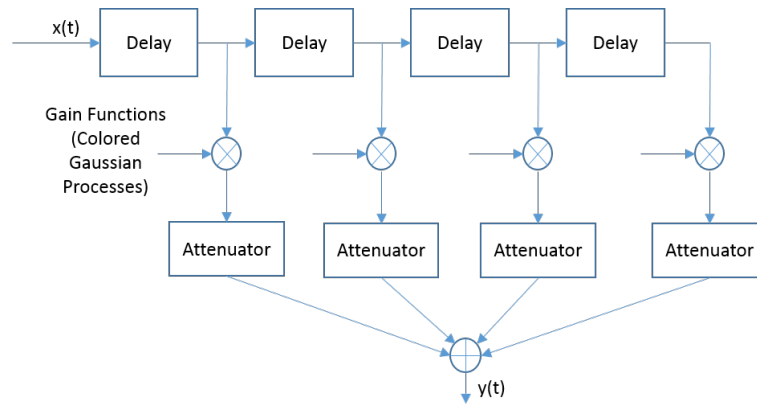 x(t)
Delay
Delay
Delay
Delay
Gain Functions
(Colored
Gaussian
Processes)
Attenuator
Attenuator
Attenuator
Attenuator
y(t)